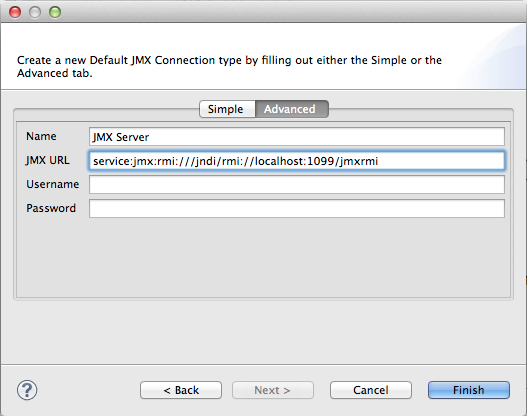 Create a new Default JMX Connection type by filling out either the Simple or the
Advanced tab.
Simple Advanced
Name JMX Server
JMX URL service:jmx:rmi:///jndi/rmi://localhost:1099/jmxrmi
Username
Password
? < Back Next > Cancel Finish